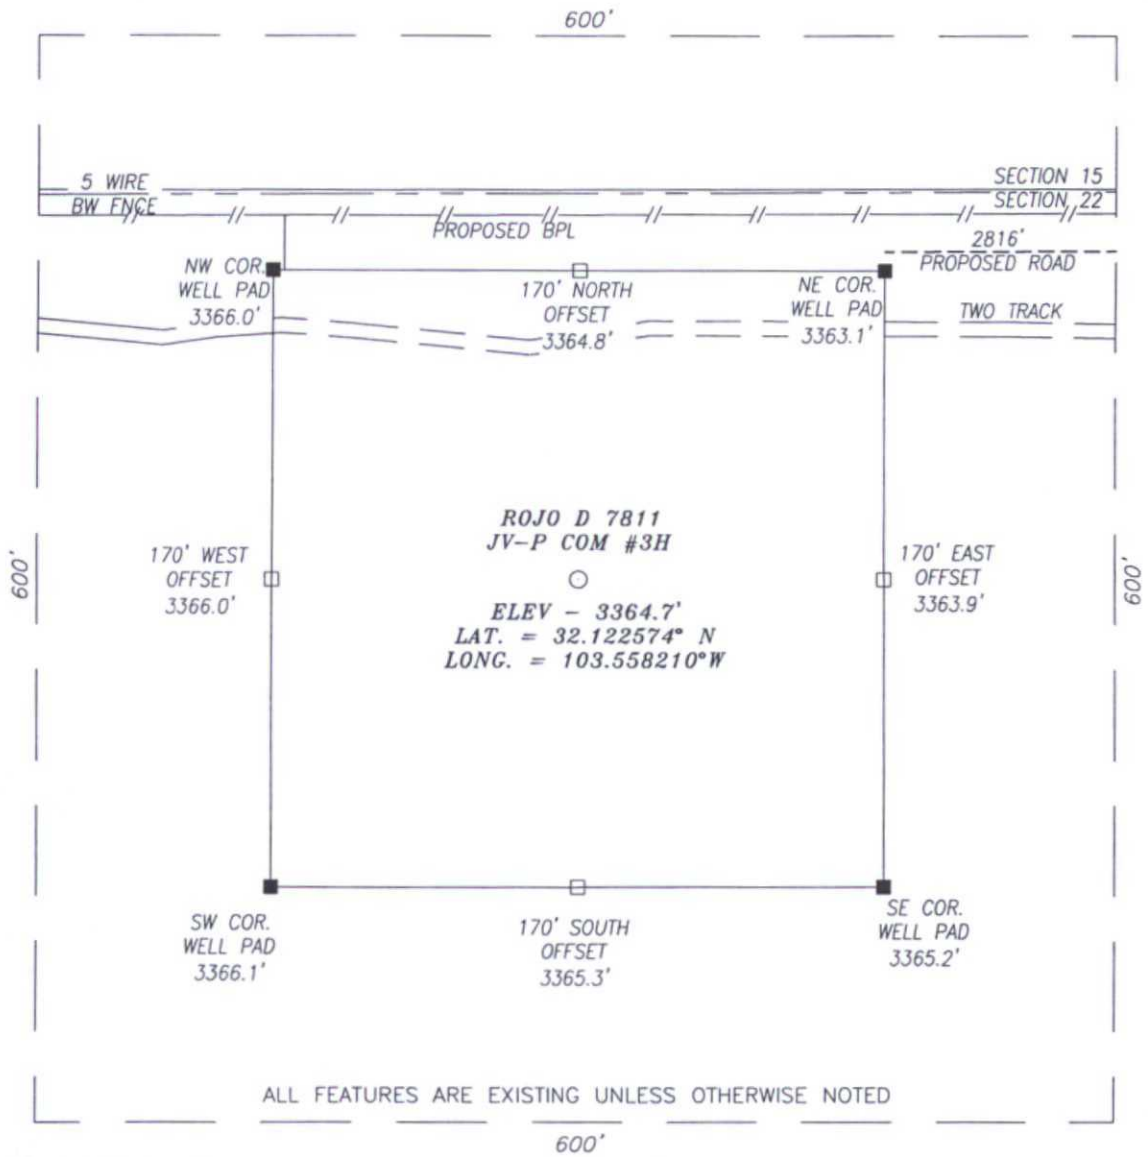 600'
5 WIRE
BW FNCE
SECTION 15
SECTION 22
PROPOSED BPL
2816'
PROPOSED ROAD
NW COR.
WELL PAD
3366.0'
170' NORTH
OFFSET
3364.8'
NE COR.
WELL PAD
3363.1'
TWO TRACK
600'
170' WEST
OFFSET
3366.0'
ROJO D 7811
JV-P COM #3H
ELEV - 3364.7'
LAT. = 32.122574° N
LONG. = 103.558210°W
170' EAST
OFFSET
3363.9'
600'
SW COR.
WELL PAD
3366.1'
170' SOUTH
OFFSET
3365.3'
SE COR.
WELL PAD
3365.2'
ALL FEATURES ARE EXISTING UNLESS OTHERWISE NOTED
600'